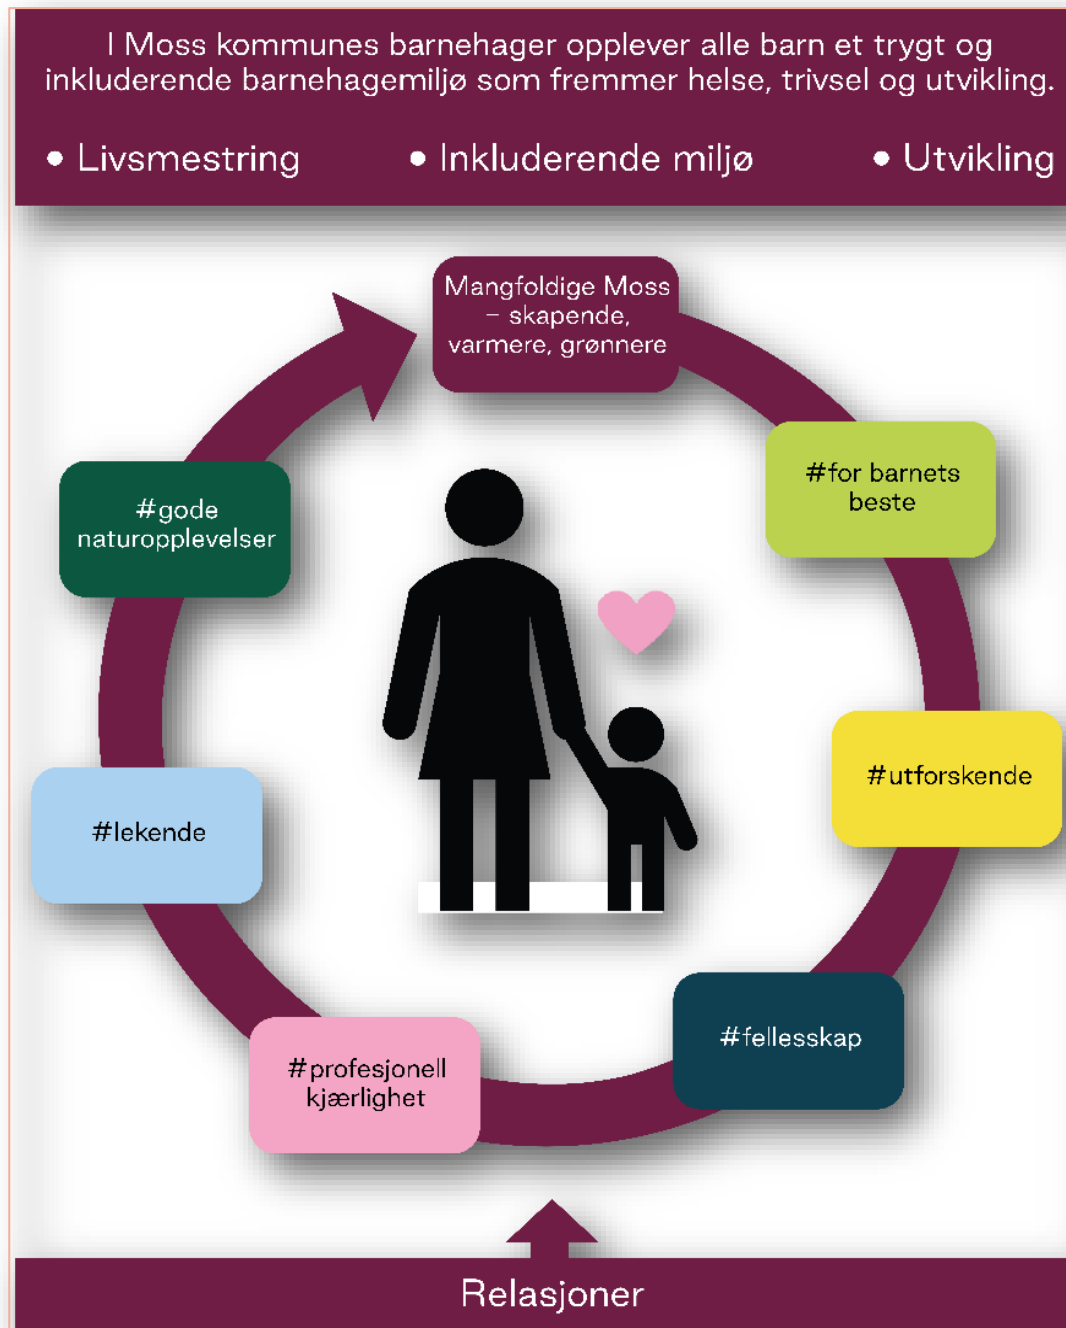 I Moss kommunes barnehager opplever alle barn et trygt og
inkluderende barnehagemiljø som fremmer helse, trivsel og utvikling.
• Livsmestring • Inkluderende miljø • Utvikling
Mangfoldige Moss
– skapende,
varmere, grønnere
#for barnets
beste
#utforskende
#fellesskap
#profesjonell
kjærlighet
#lekende
#gode
naturopplevelser
Relasjoner